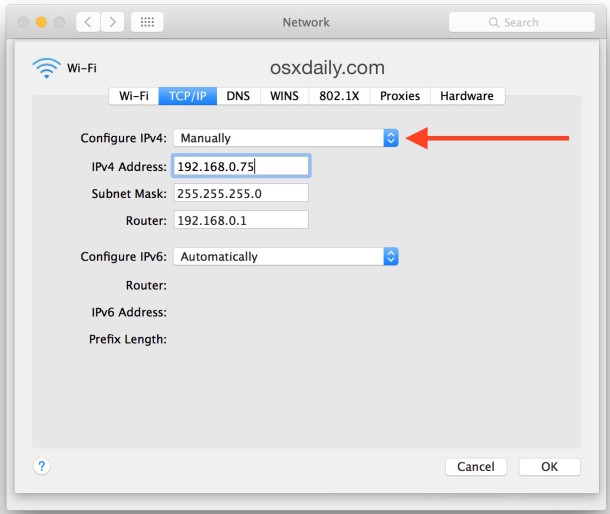 Network
Search
Wi-Fi
osxdaily.com
Wi-Fi TCP/IP DNS WINS 802.1X Proxies Hardware
Configure IPv4: Manually
IPv4 Address: 192.168.0.75
Subnet Mask: 255.255.255.0
Router: 192.168.0.1
Configure IPv6: Automatically
Router:
IPv6 Address:
Prefix Length:
? Cancel OK